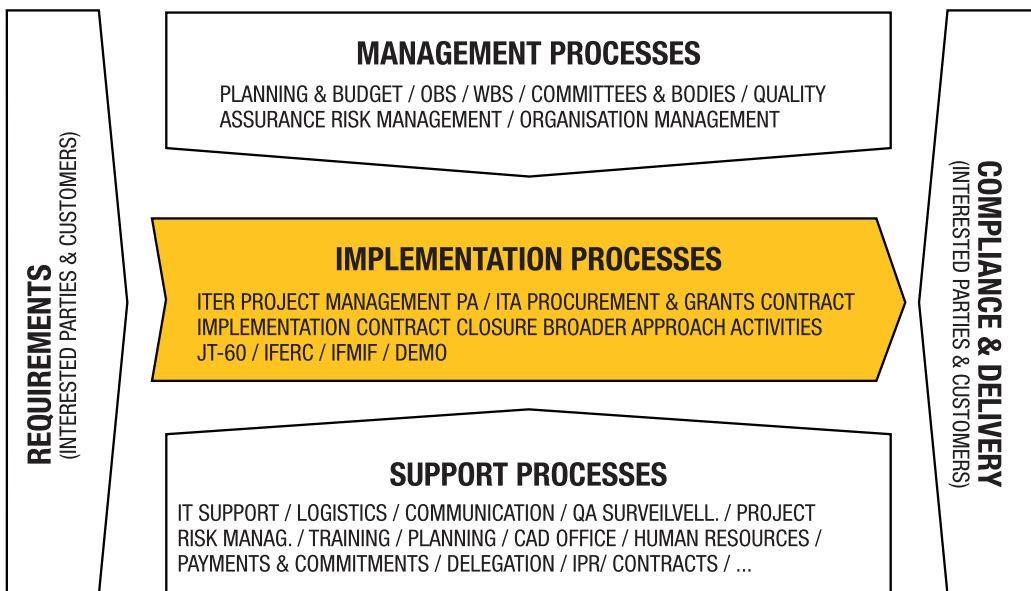 REQUIREMENTS
(INTERESTED PARTIES & CUSTOMERS)
MANAGEMENT PROCESSES
PLANNING & BUDGET / OBS / WBS / COMMITTEES & BODIES / QUALITY
ASSURANCE RISK MANAGEMENT / ORGANISATION MANAGEMENT
IMPLEMENTATION PROCESSES
ITER PROJECT MANAGEMENT PA / ITA PROCUREMENT & GRANTS CONTRACT
IMPLEMENTATION CONTRACT CLOSURE BROADER APPROACH ACTIVITIES
JT-60 / IFERC / IFMIF / DEMO
SUPPORT PROCESSES
IT SUPPORT / LOGISTICS / COMMUNICATION / QA SURVEILVELL. / PROJECT
RISK MANAG. / TRAINING / PLANNING / CAD OFFICE / HUMAN RESOURCES /
PAYMENTS & COMMITMENTS / DELEGATION / IPR/ CONTRACTS / ...
COMPLIANCE & DELIVERY
(INTERESTED PARTIES & CUSTOMERS)